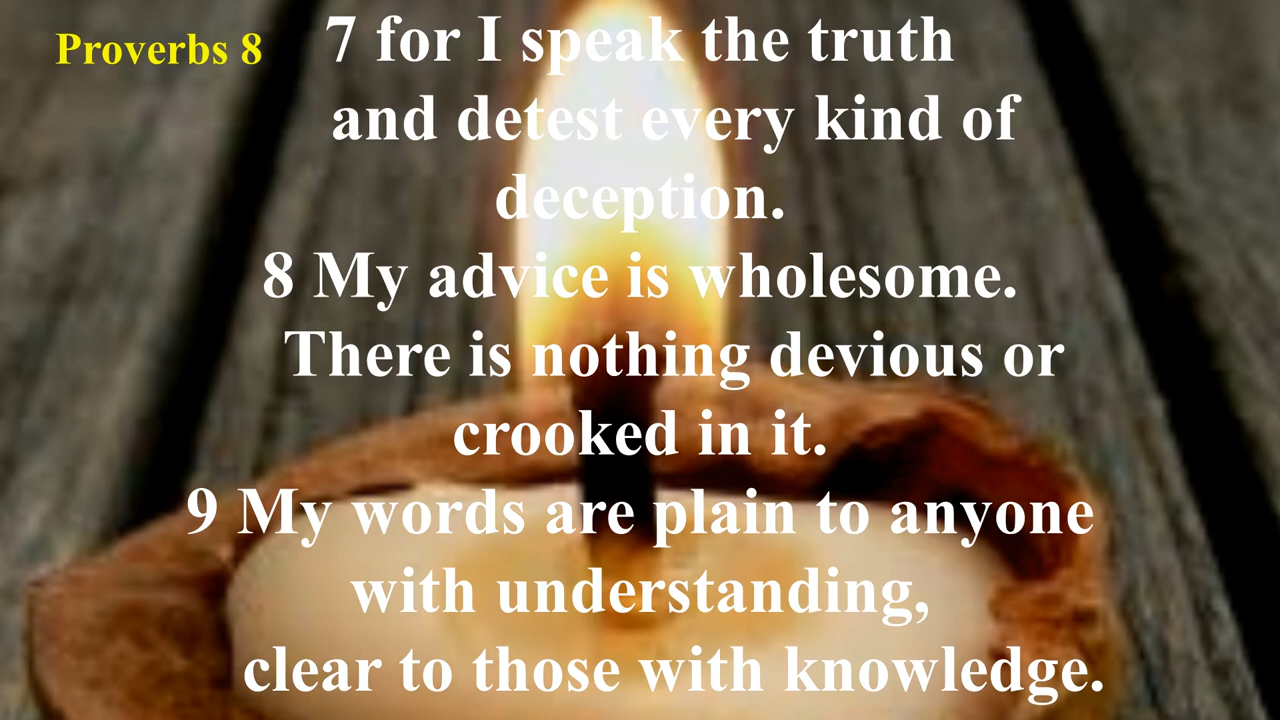 Proverbs 8
7 for I speak the truth
and detest every kind of
deception.
8 My advice is wholesome.
There is nothing devious or
crooked in it.
9 My words are plain to anyone
with understanding,
clear to those with knowledge.